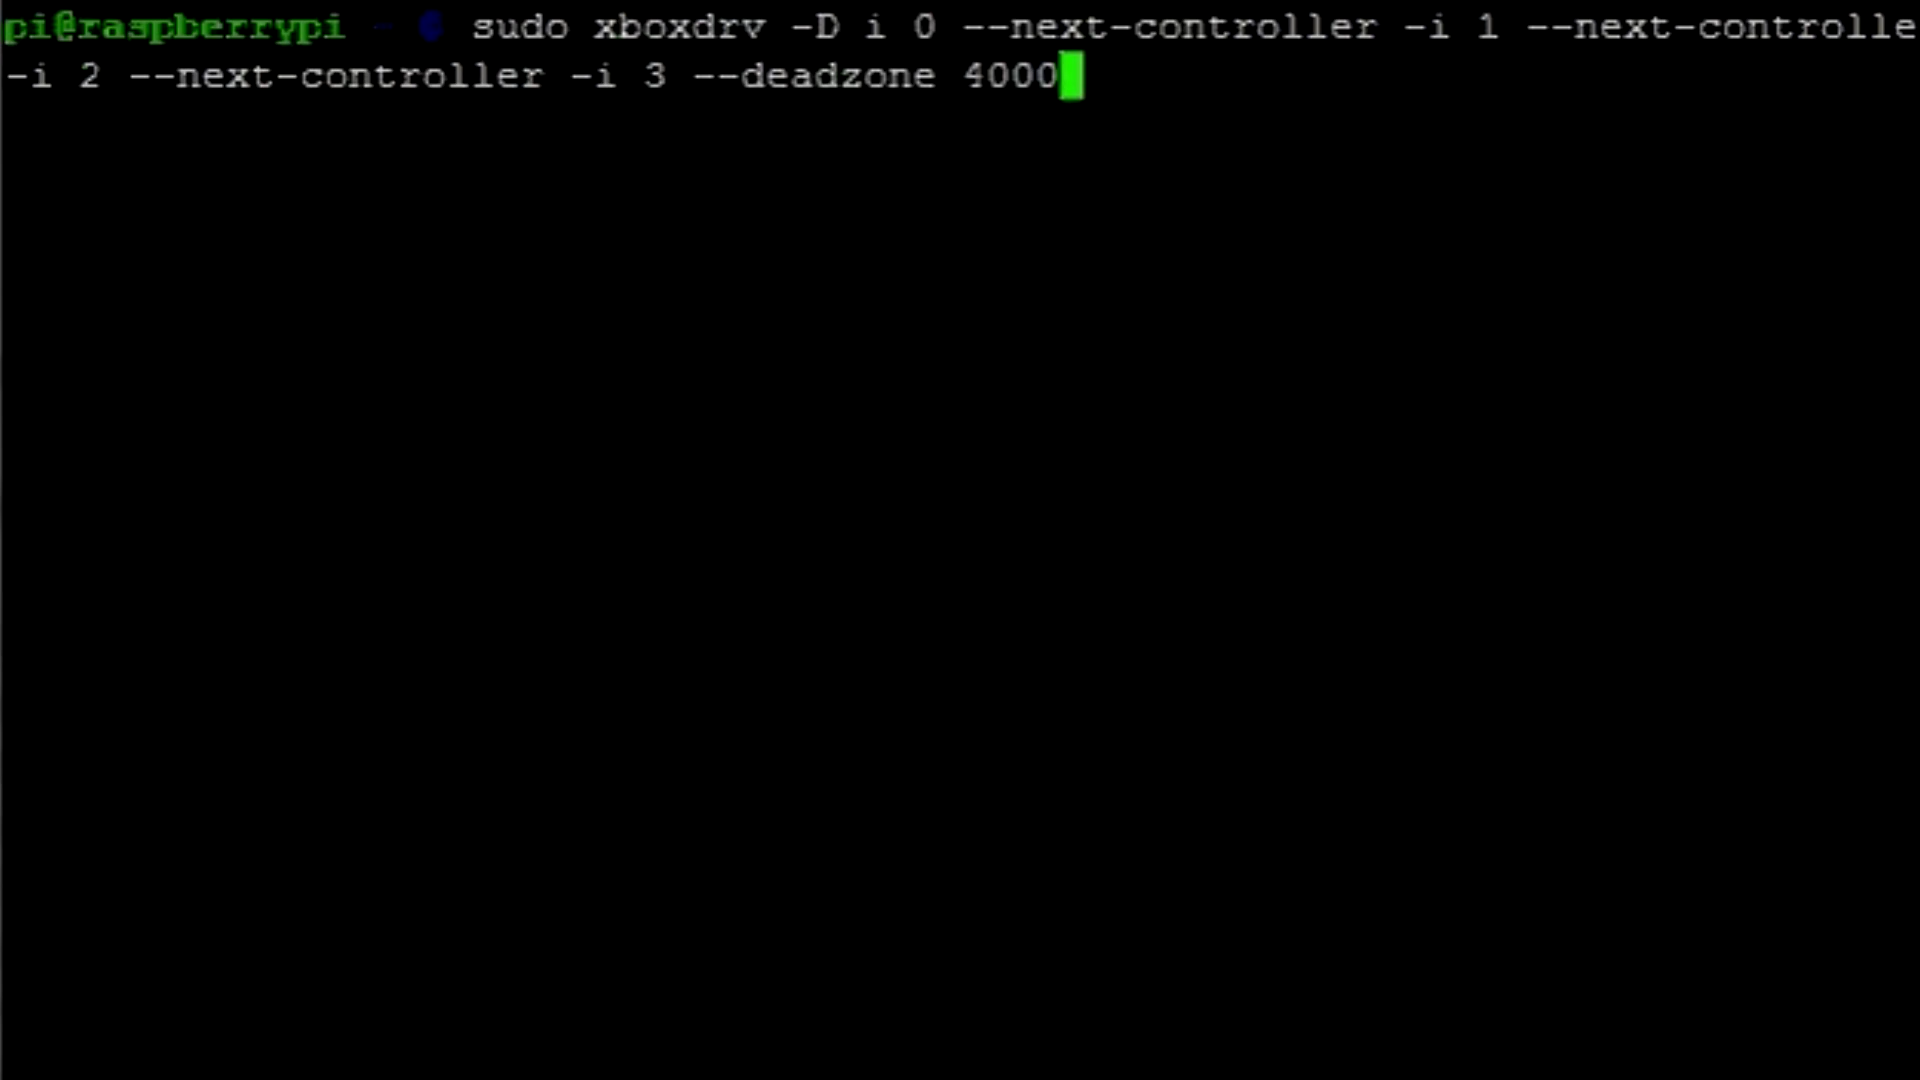 pi@raspberrypi ~ $ sudo xboxdrv -D i 0 --next-controller -i 1 --next-controlle
-i 2 --next-controller -i 3 --deadzone 4000